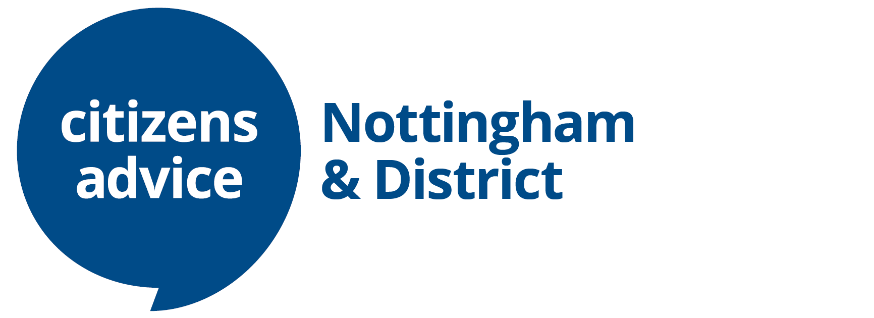 citizens
advice
Nottingham
& District